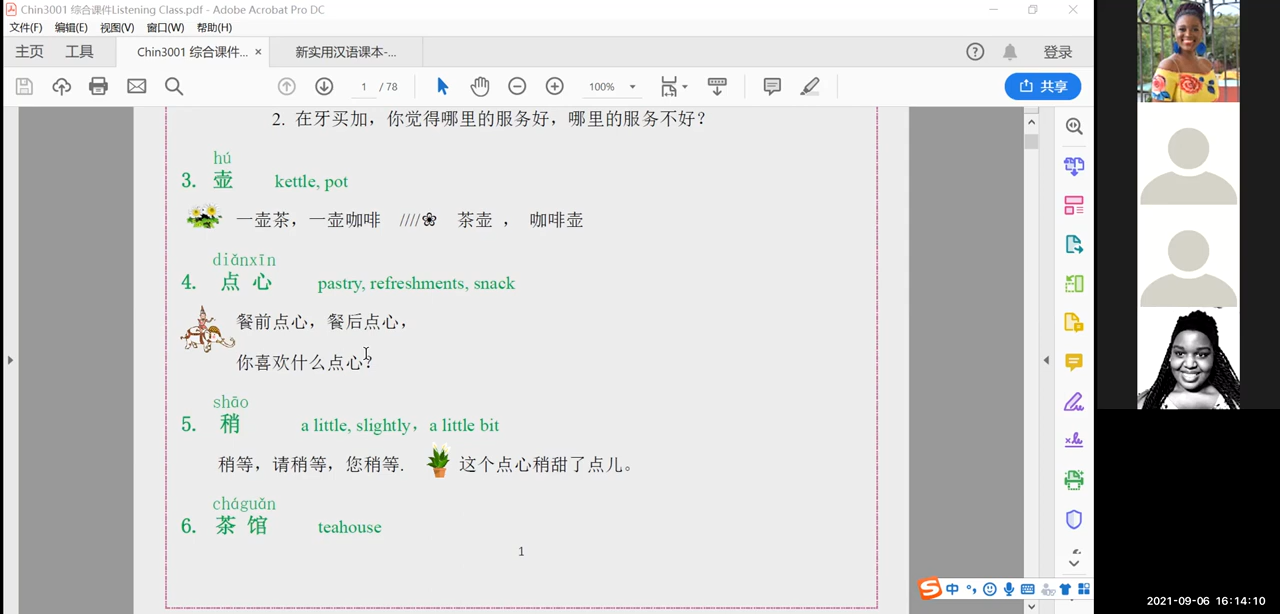 Chin3001 综合课件Listening Class.pdf - Adobe Acrobat Pro DC
文件(F) 编辑(E) 视图(V) 窗口(W) 帮助(H)
主页 工具 Chin3001 综合课件... × 新实用汉语课本-... 登录
1 / 78 100% 共享
2. 在牙买加，你觉得哪里的服务好，哪里的服务不好？
hú
3. 壶 kettle, pot
一壶茶，一壶咖啡 ////❀ 茶壶 ， 咖啡壶
diǎnxīn
4. 点 心 pastry, refreshments, snack
餐前点心，餐后点心，
你喜欢什么点心？
shāo
5. 稍 a little, slightly，a little bit
稍等，请稍等，您稍等. 这个点心稍甜了点儿。
cháguǎn
6. 茶 馆 teahouse
1
中
2021-09-06 16:14:10